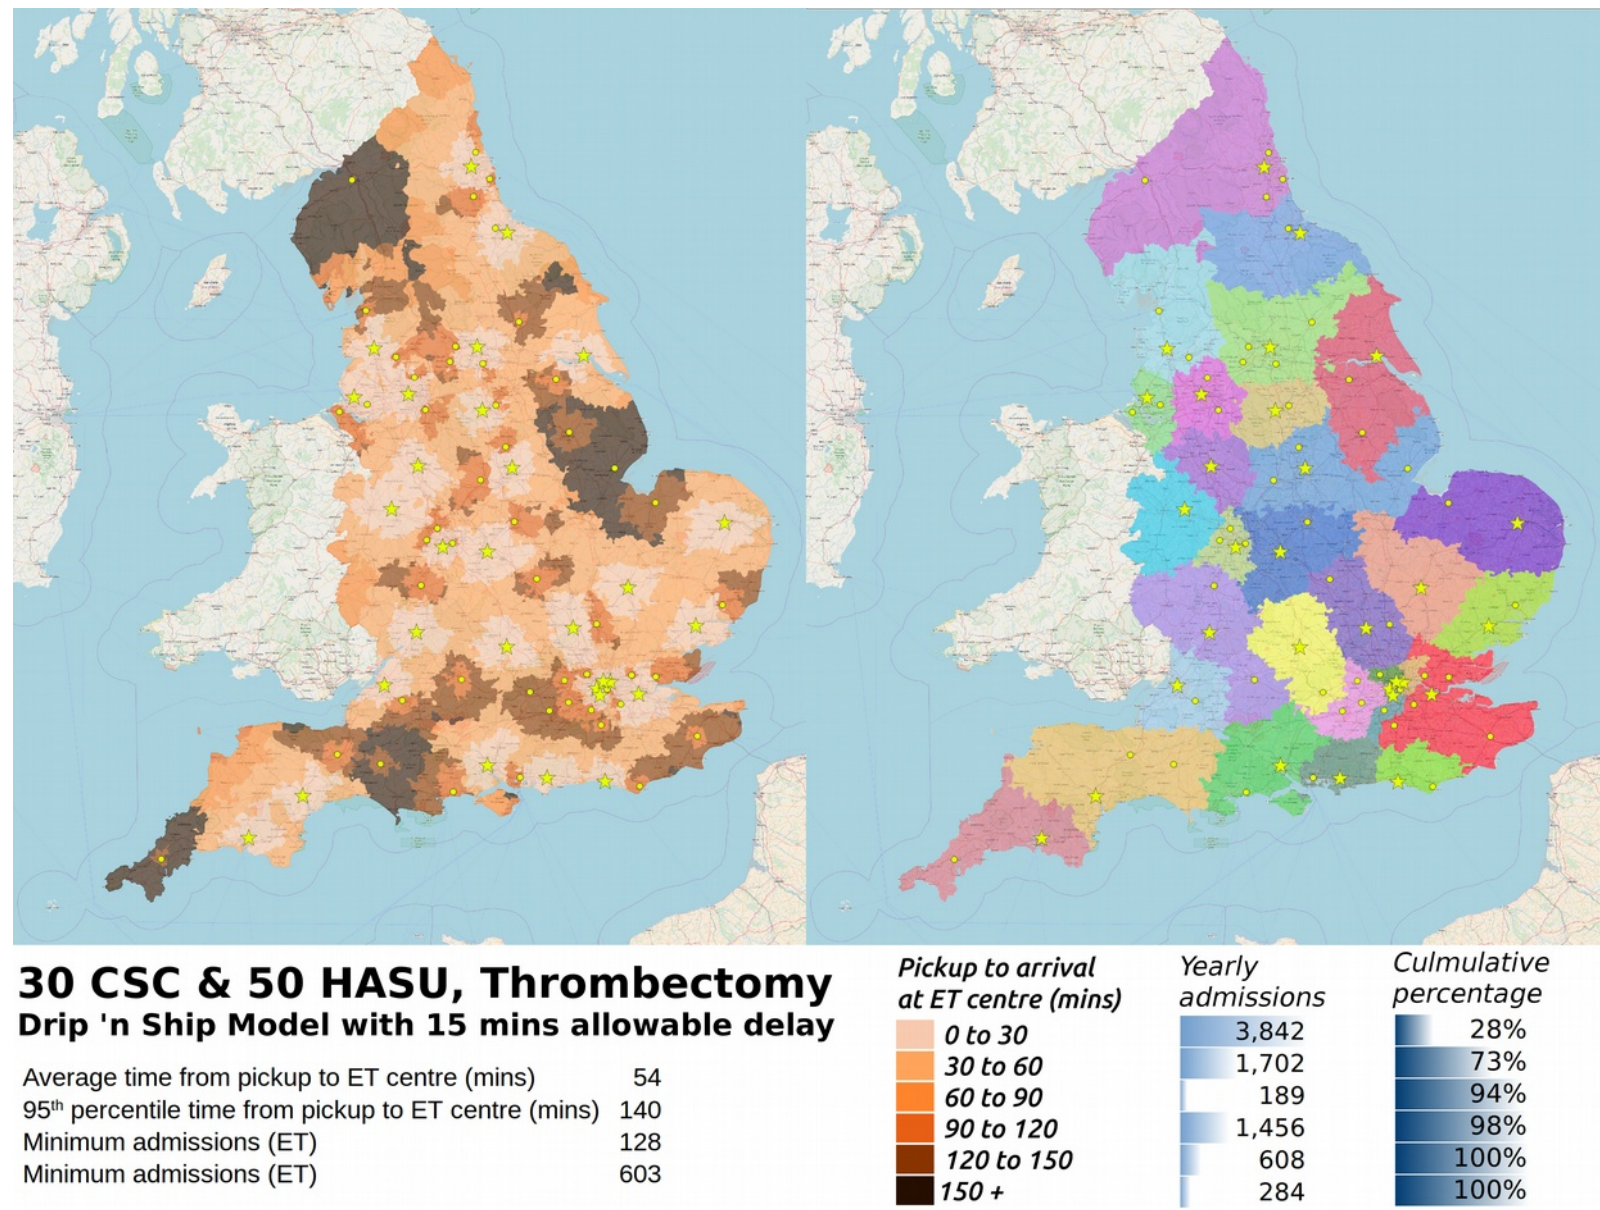 30 CSC & 50 HASU, Thrombectomy
Drip 'n Ship Model with 15 mins allowable delay
Average time from pickup to ET centre (mins) 54
95th percentile time from pickup to ET centre (mins) 140
Minimum admissions (ET) 128
Minimum admissions (ET) 603
Pickup to arrival
at ET centre (mins)
0 to 30
30 to 60
60 to 90
90 to 120
120 to 150
150 +
Yearly
admissions
3,842
1,702
189
1,456
608
284
Culmulative
percentage
28%
73%
94%
98%
100%
100%